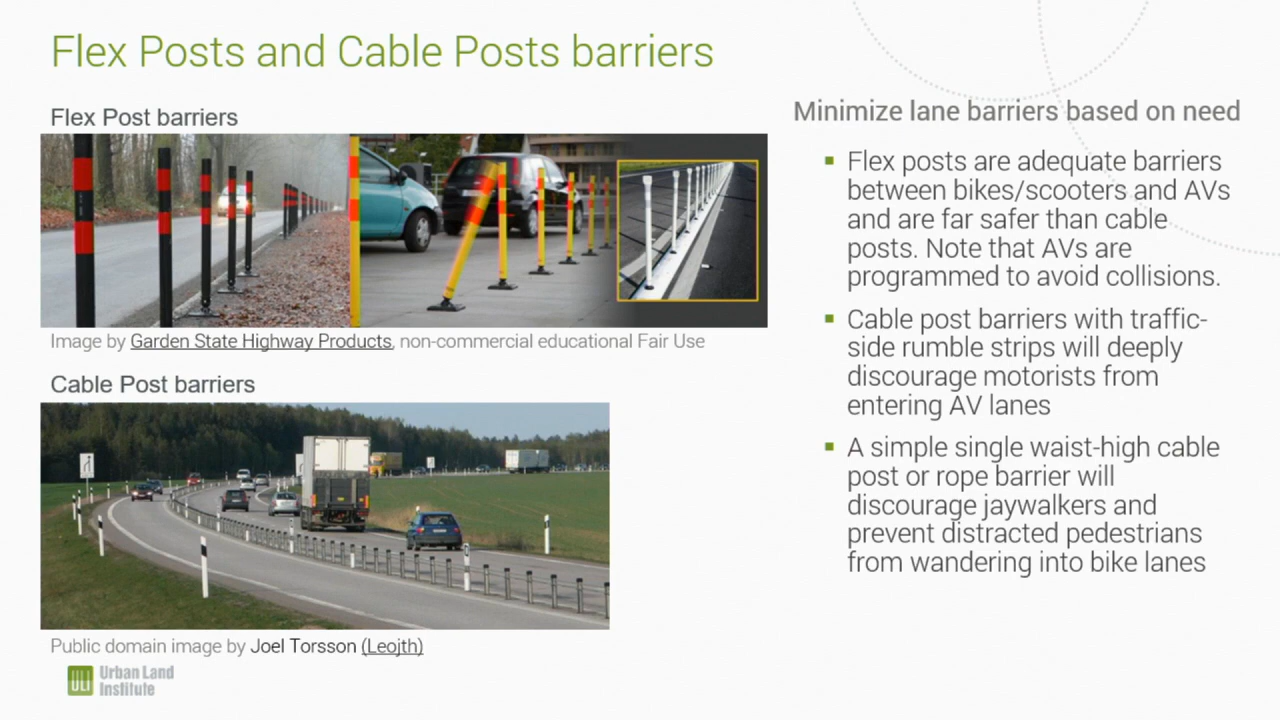 Flex Posts and Cable Posts barriers
Flex Post barriers
Image by Garden State Highway Products, non-commercial educational Fair Use
Cable Post barriers
Public domain image by Joel Torsson (Leojth)
ULI Urban Land
Institute
Minimize lane barriers based on need
Flex posts are adequate barriers
between bikes/scooters and AVs
and are far safer than cable
posts. Note that AVs are
programmed to avoid collisions.
Cable post barriers with traffic-
side rumble strips will deeply
discourage motorists from
entering AV lanes
A simple single waist-high cable
post or rope barrier will
discourage jaywalkers and
prevent distracted pedestrians
from wandering into bike lanes